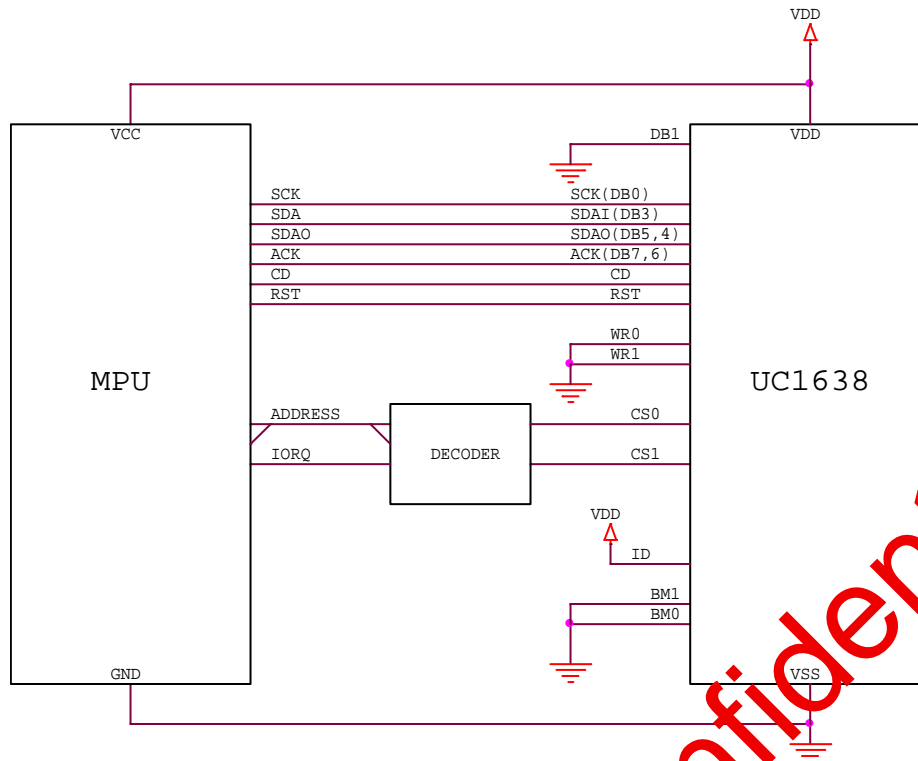 VDD
VCC
VDD
DB1
SCK
SCK(DB0)
SDA
SDAI(DB3)
SDAO
SDAO(DB5,4)
ACK
ACK(DB7,6)
CD
CD
RST
RST
WR0
WR1
MPU
UC1638
ADDRESS
CS0
IORQ
DECODER
CS1
VDD
ID
BM1
BM0
GND
VSS